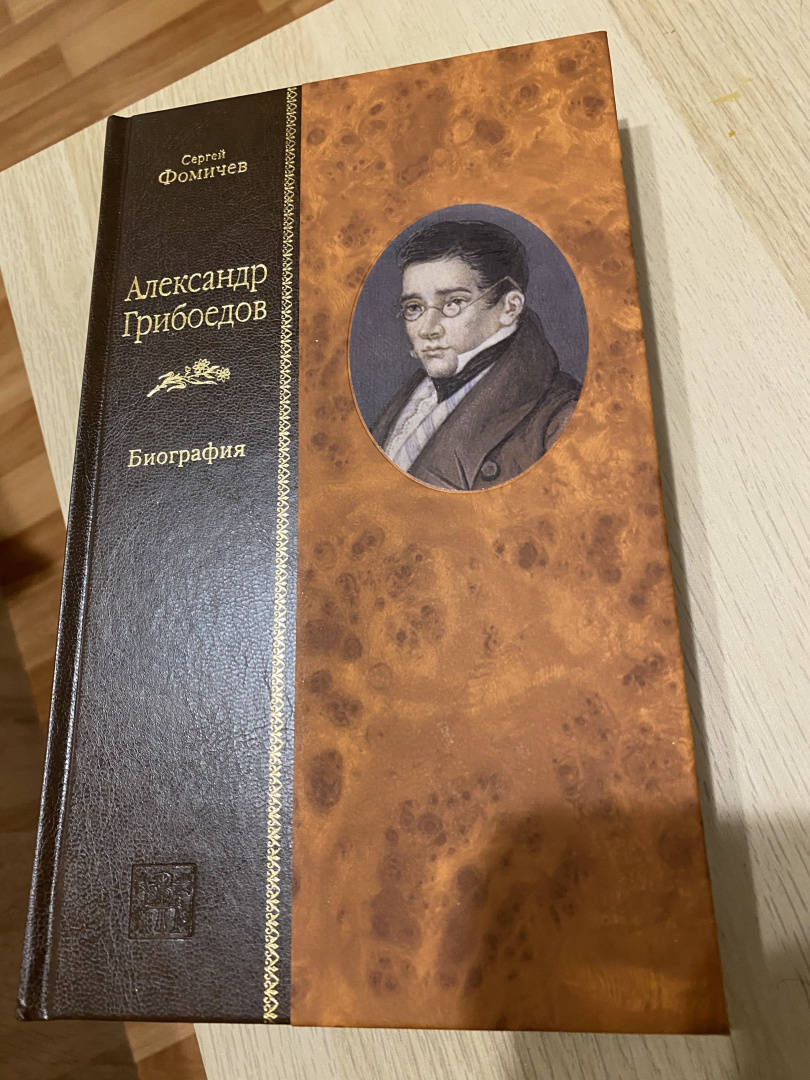 Сергей
Фомичев
Александр
Грибоедов
Биография